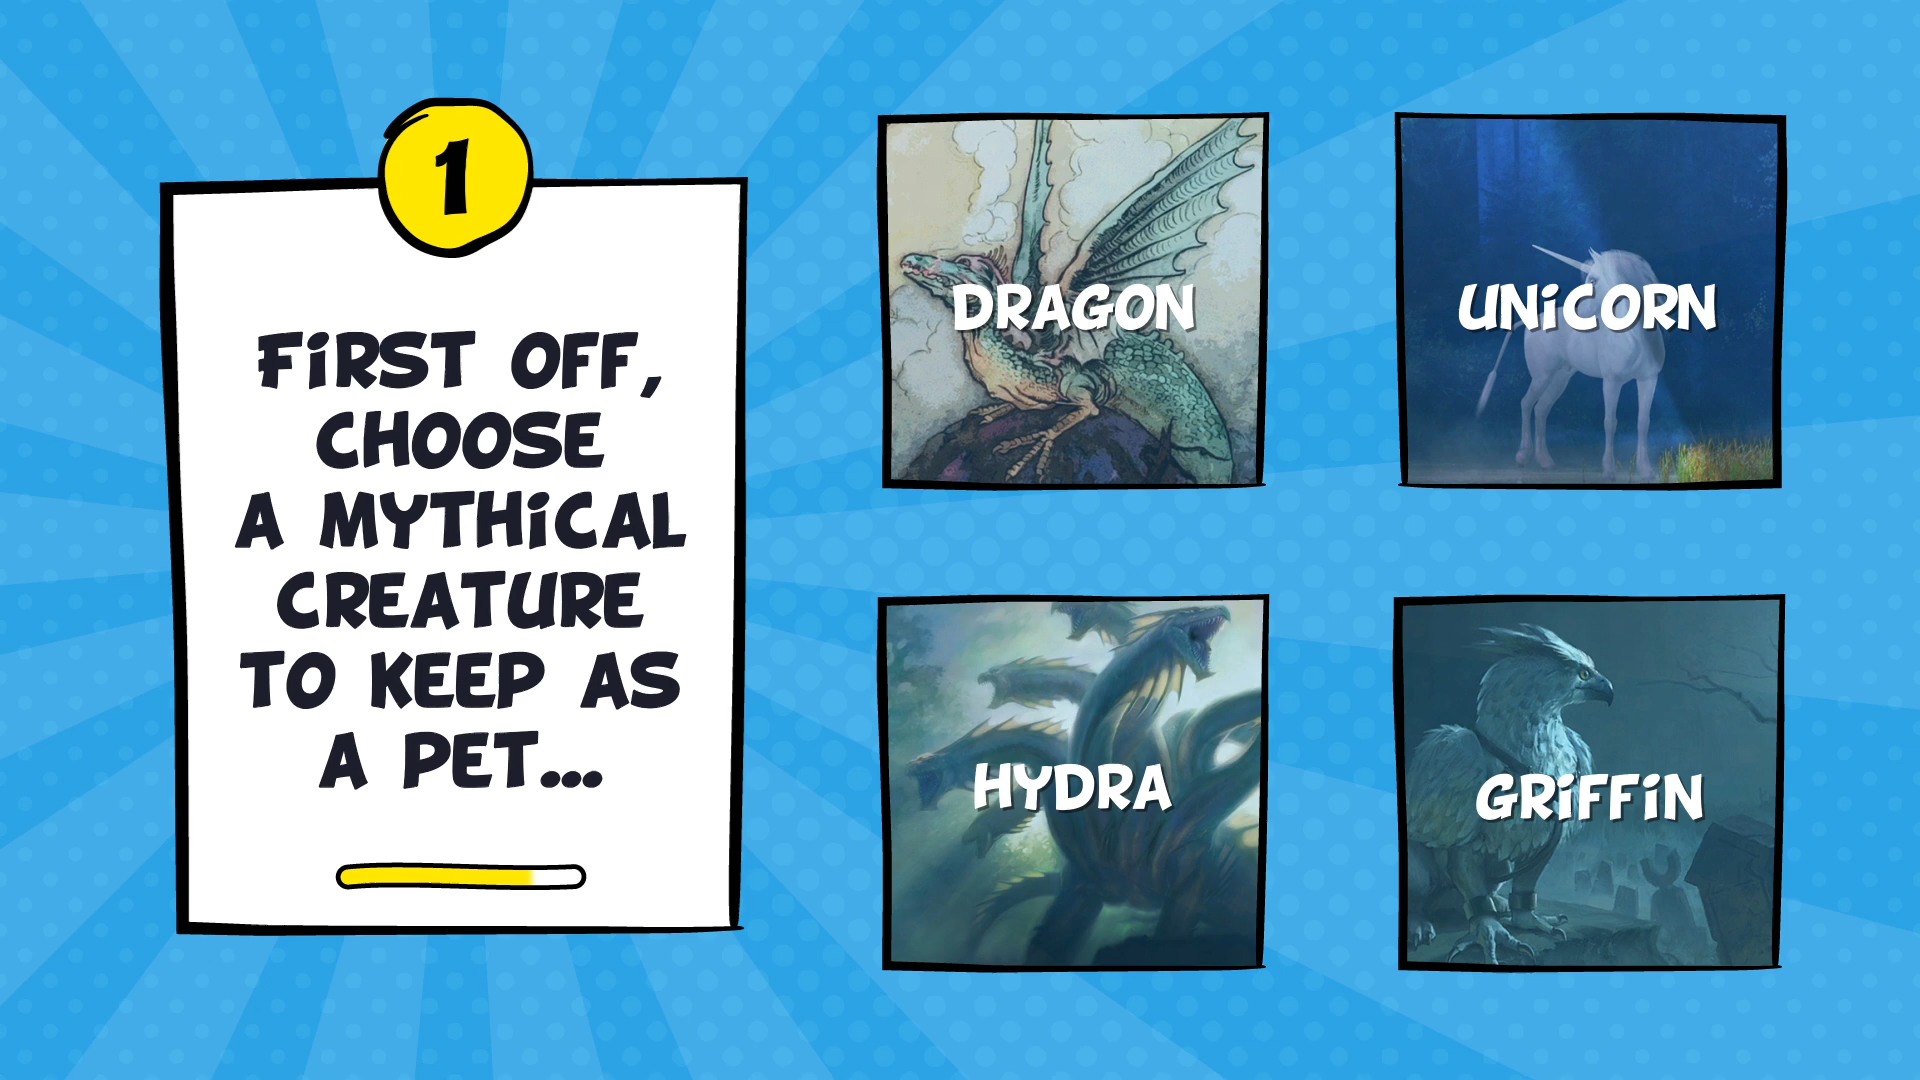 1
FiRST OFF,
CHOOSE
A MYTHiCAL
CREATURE
TO KEEP AS
A PET...
DRAGON
UNiCORN
HYDRA
GRiFFiN